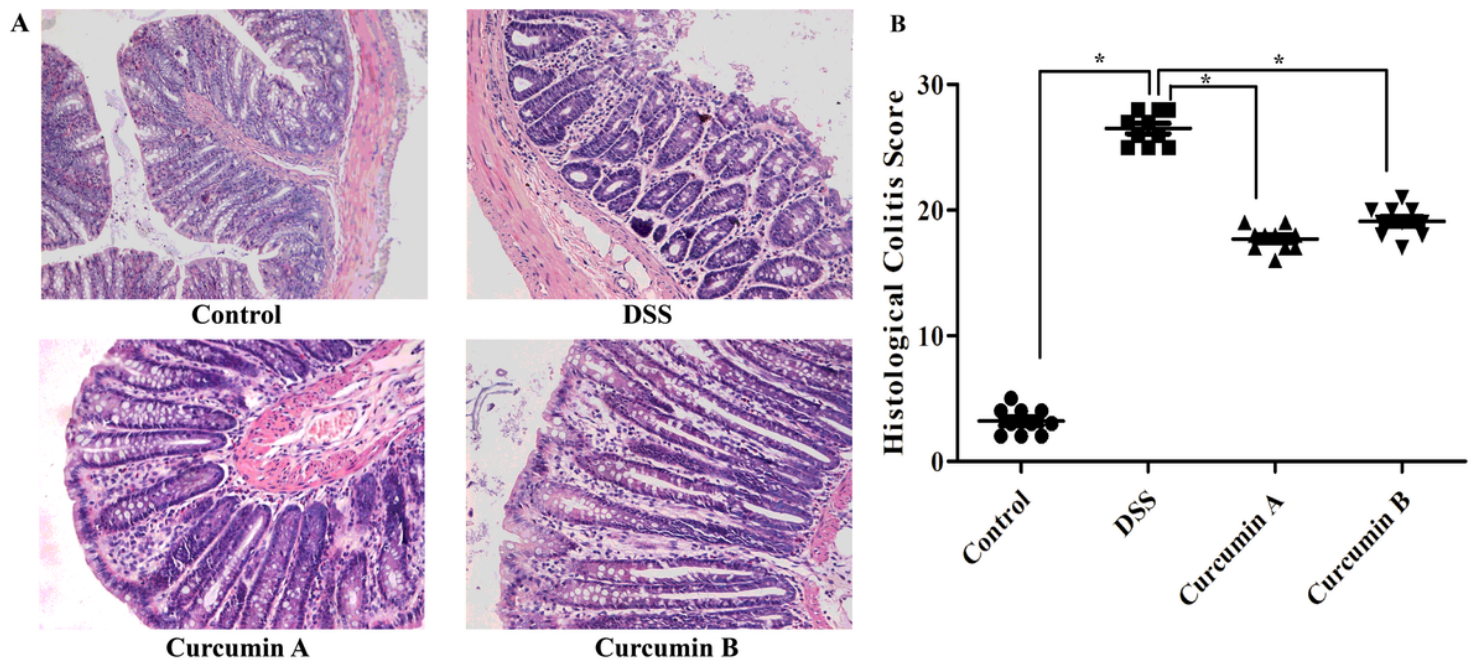 A
B
Control
DSS
Curcumin A
Curcumin B
Histological Colitis Score
30
20
10
0
*
*
*
Control
DSS
Curcumin A
Curcumin B